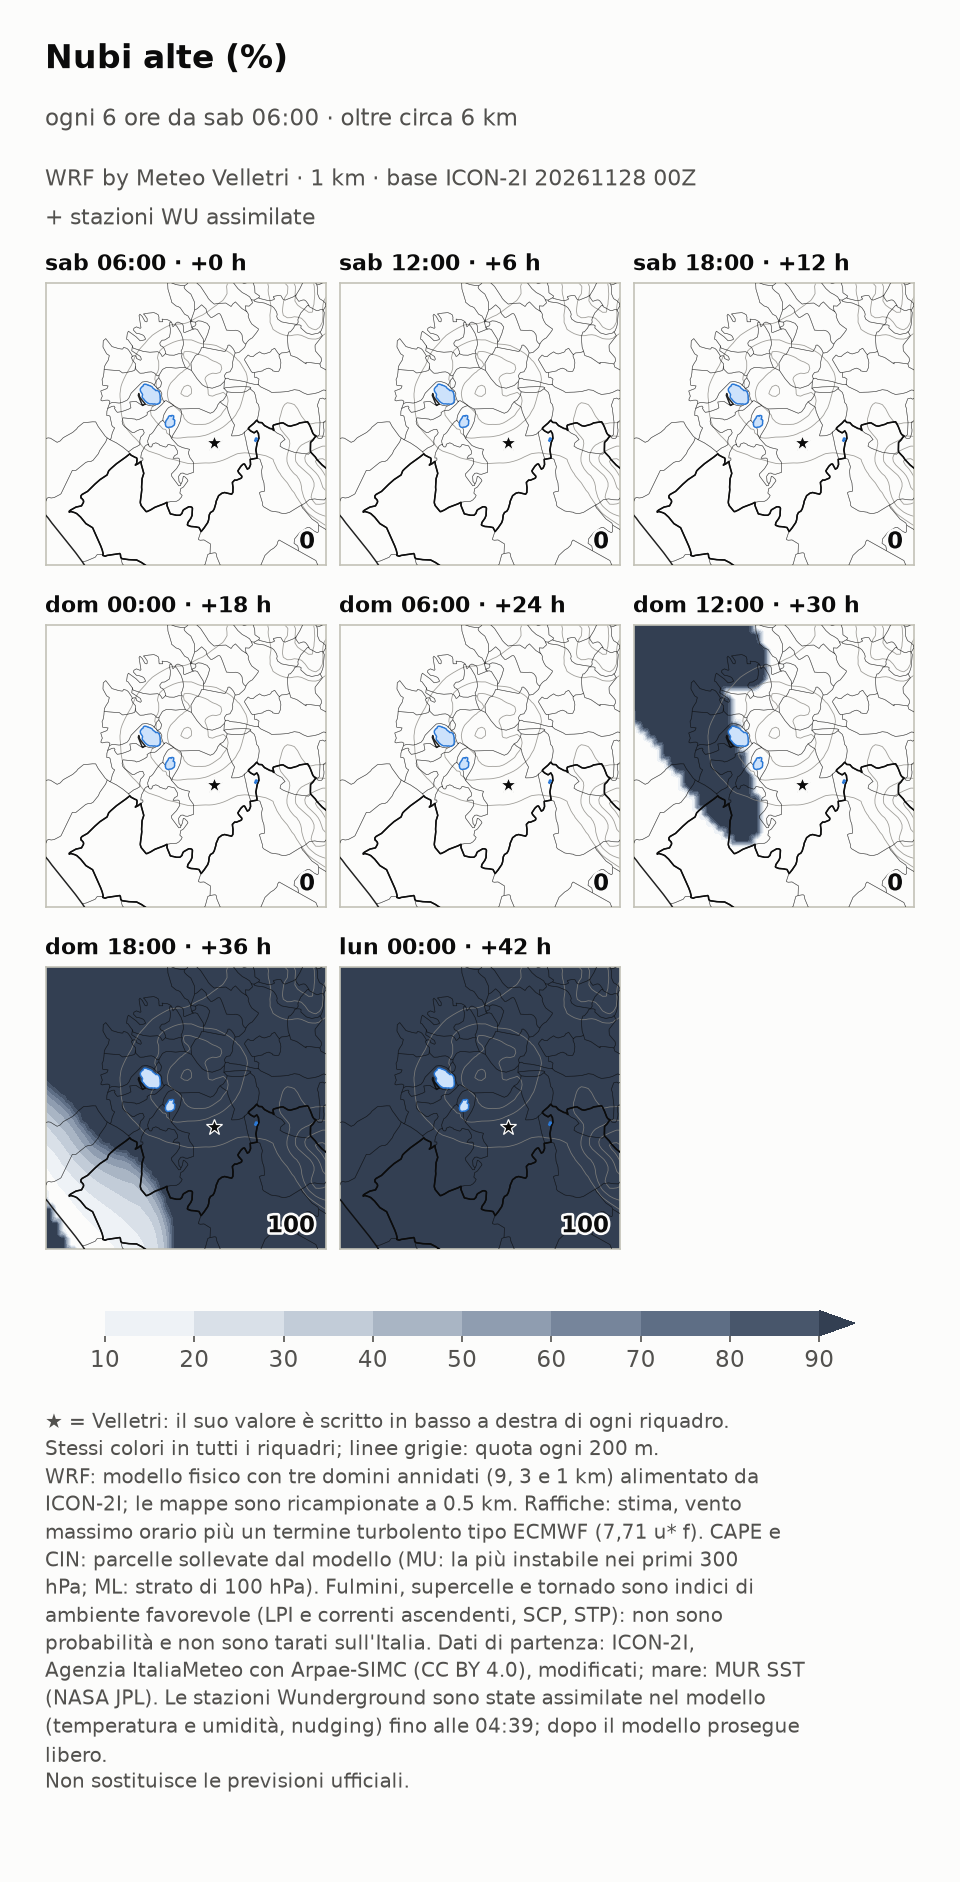 Nubi alte (%)
ogni 6 ore da sab 06:00 · oltre circa 6 km
WRF by Meteo Velletri · 1 km · base ICON-2I 20261128 00Z
+ stazioni WU assimilate
sab 06:00 · +0 h
sab 12:00 · +6 h
sab 18:00 · +12 h
0
0
0
dom 00:00 · +18 h
dom 06:00 · +24 h
dom 12:00 · +30 h
0
0
0
dom 18:00 · +36 h
lun 00:00 · +42 h
100
100
10 20 30 40 50 60 70 80 90
★ = Velletri: il suo valore è scritto in basso a destra di ogni riquadro.
Stessi colori in tutti i riquadri; linee grigie: quota ogni 200 m.
WRF: modello fisico con tre domini annidati (9, 3 e 1 km) alimentato da
ICON-2I; le mappe sono ricampionate a 0.5 km. Raffiche: stima, vento
massimo orario più un termine turbolento tipo ECMWF (7,71 u* f). CAPE e
CIN: parcelle sollevate dal modello (MU: la più instabile nei primi 300
hPa; ML: strato di 100 hPa). Fulmini, supercelle e tornado sono indici di
ambiente favorevole (LPI e correnti ascendenti, SCP, STP): non sono
probabilità e non sono tarati sull'Italia. Dati di partenza: ICON-2I,
Agenzia ItaliaMeteo con Arpae-SIMC (CC BY 4.0), modificati; mare: MUR SST
(NASA JPL). Le stazioni Wunderground sono state assimilate nel modello
(temperatura e umidità, nudging) fino alle 04:39; dopo il modello prosegue
libero.
Non sostituisce le previsioni ufficiali.